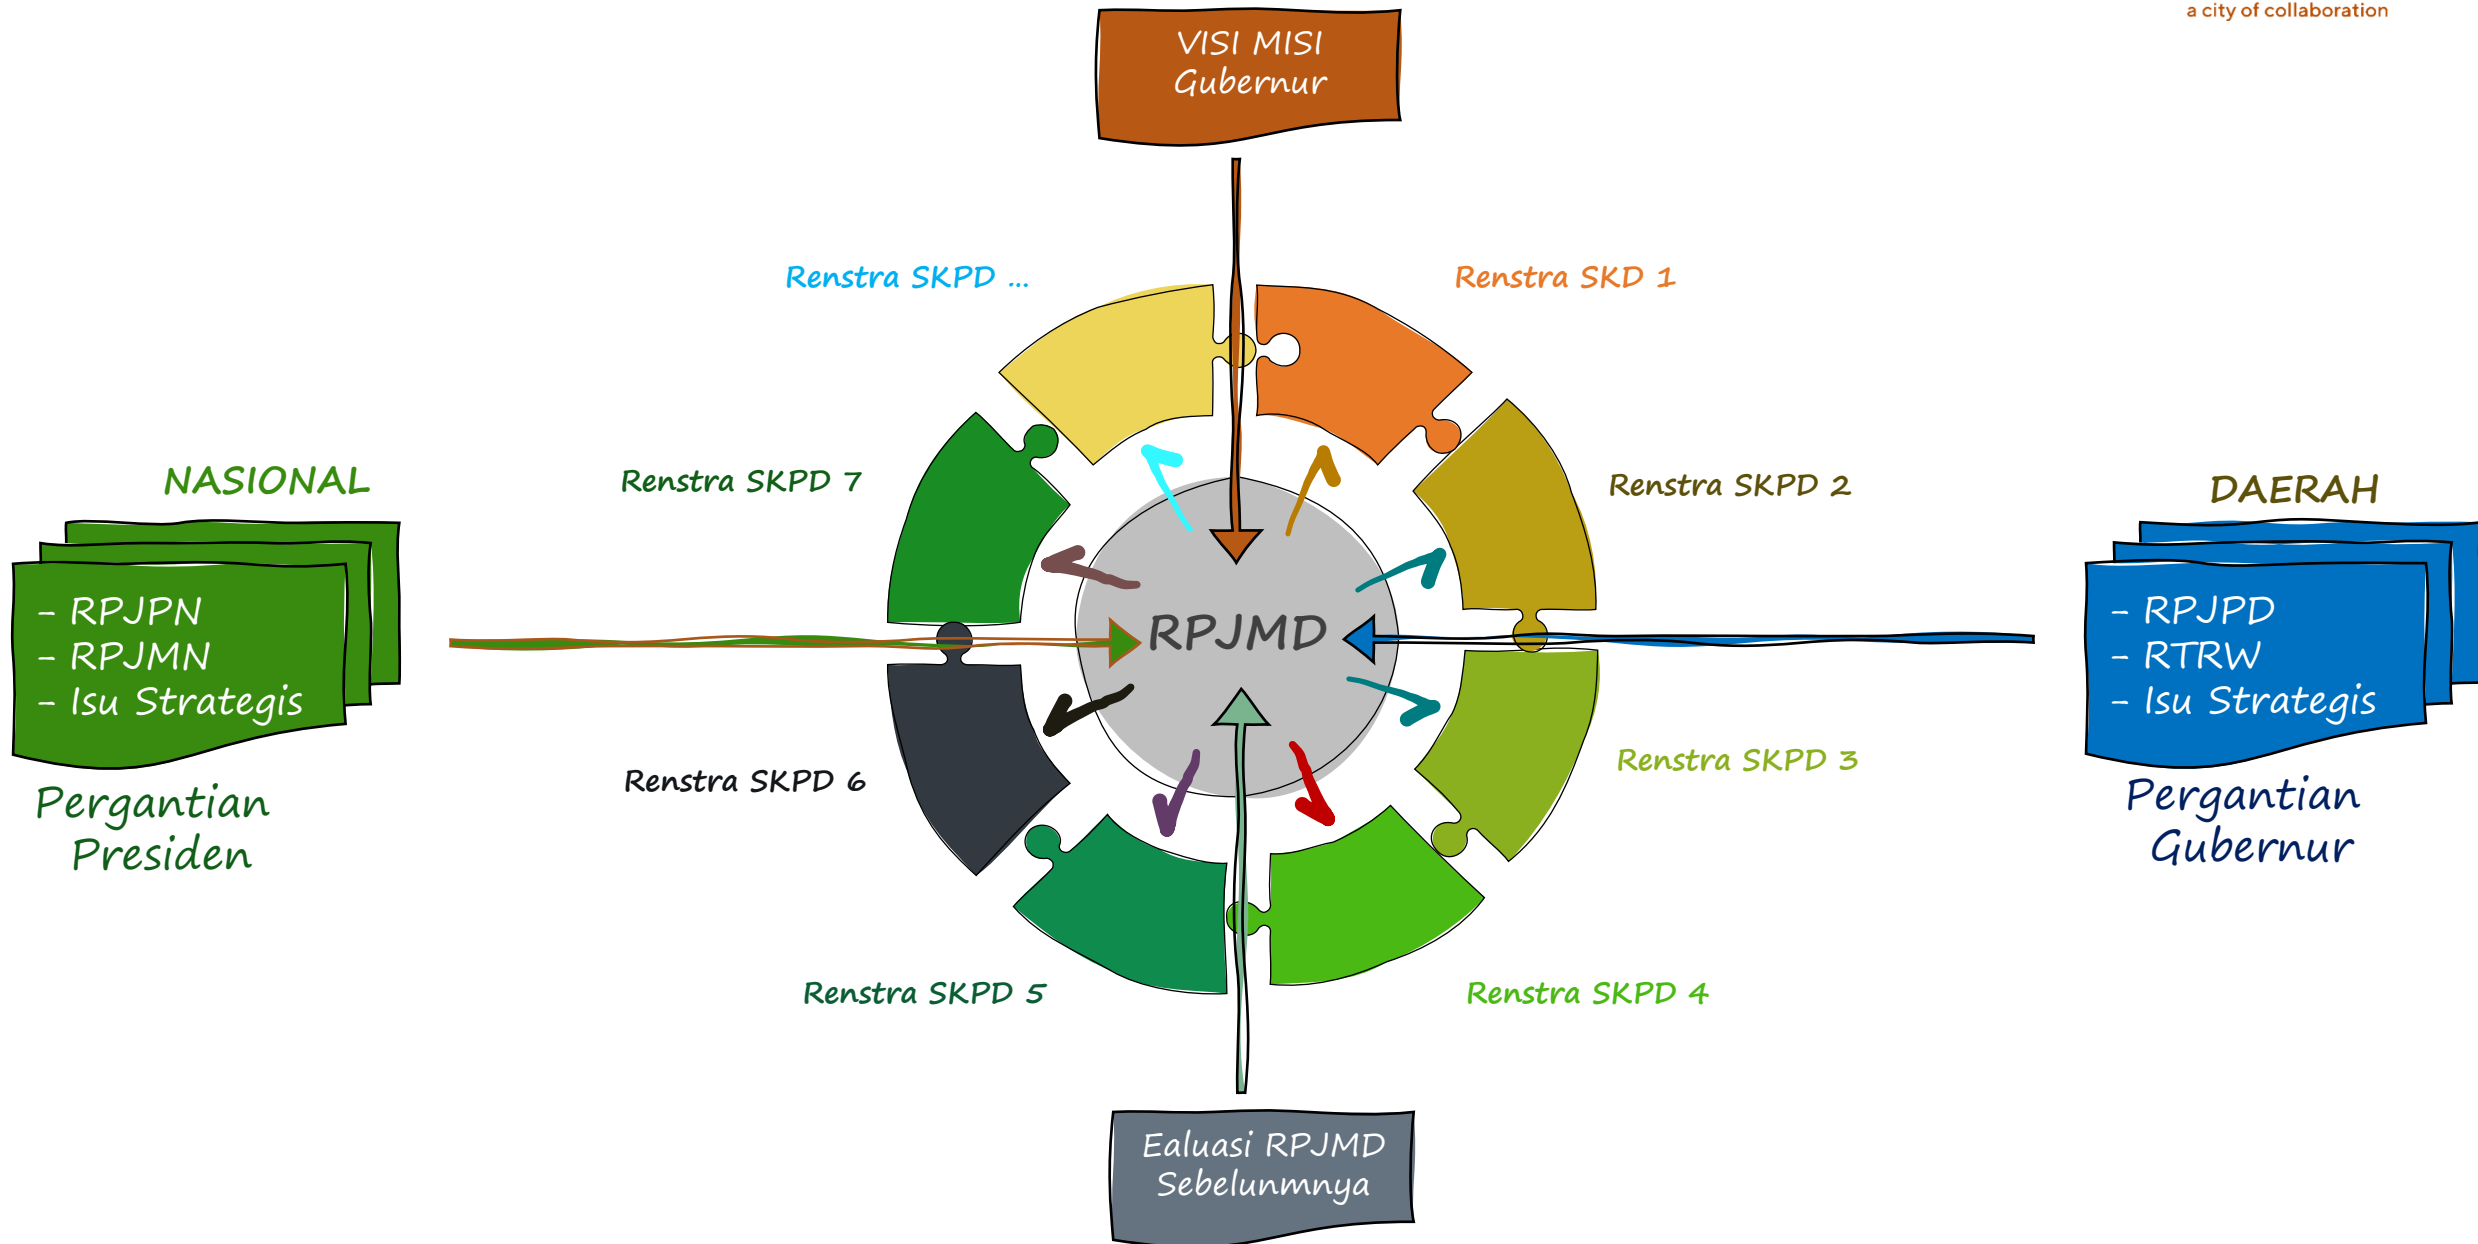 a city of collaboration
VISI MISI
Gubernur
Renstra SKPD ...
Renstra SKD 1
Renstra SKPD 7
Renstra SKPD 2
NASIONAL
- RPJPN
- RPJMN
- Isu Strategis
Pergantian
Presiden
RPJMD
DAERAH
- RPJPD
- RTRW
- Isu Strategis
Pergantian
Gubernur
Renstra SKPD 6
Renstra SKPD 3
Renstra SKPD 5
Renstra SKPD 4
Ealuasi RPJMD
Sebelunmnya